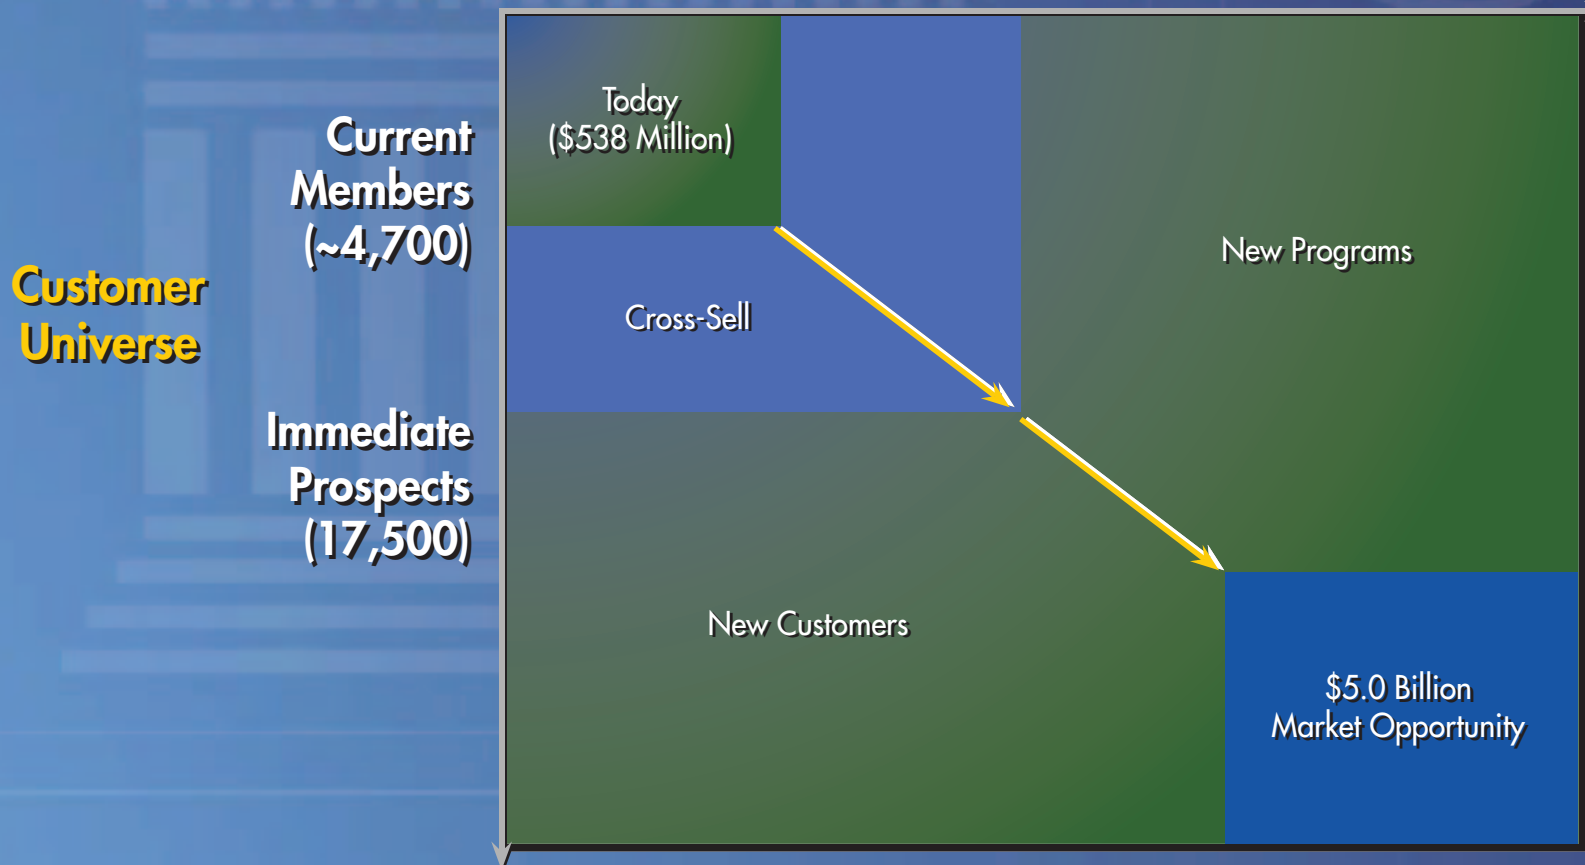 Customer
Universe
Current
Members
(~4,700)
Immediate
Prospects
(17,500)
Today
($538 Million)
Cross-Sell
New Programs
New Customers
$5.0 Billion
Market Opportunity